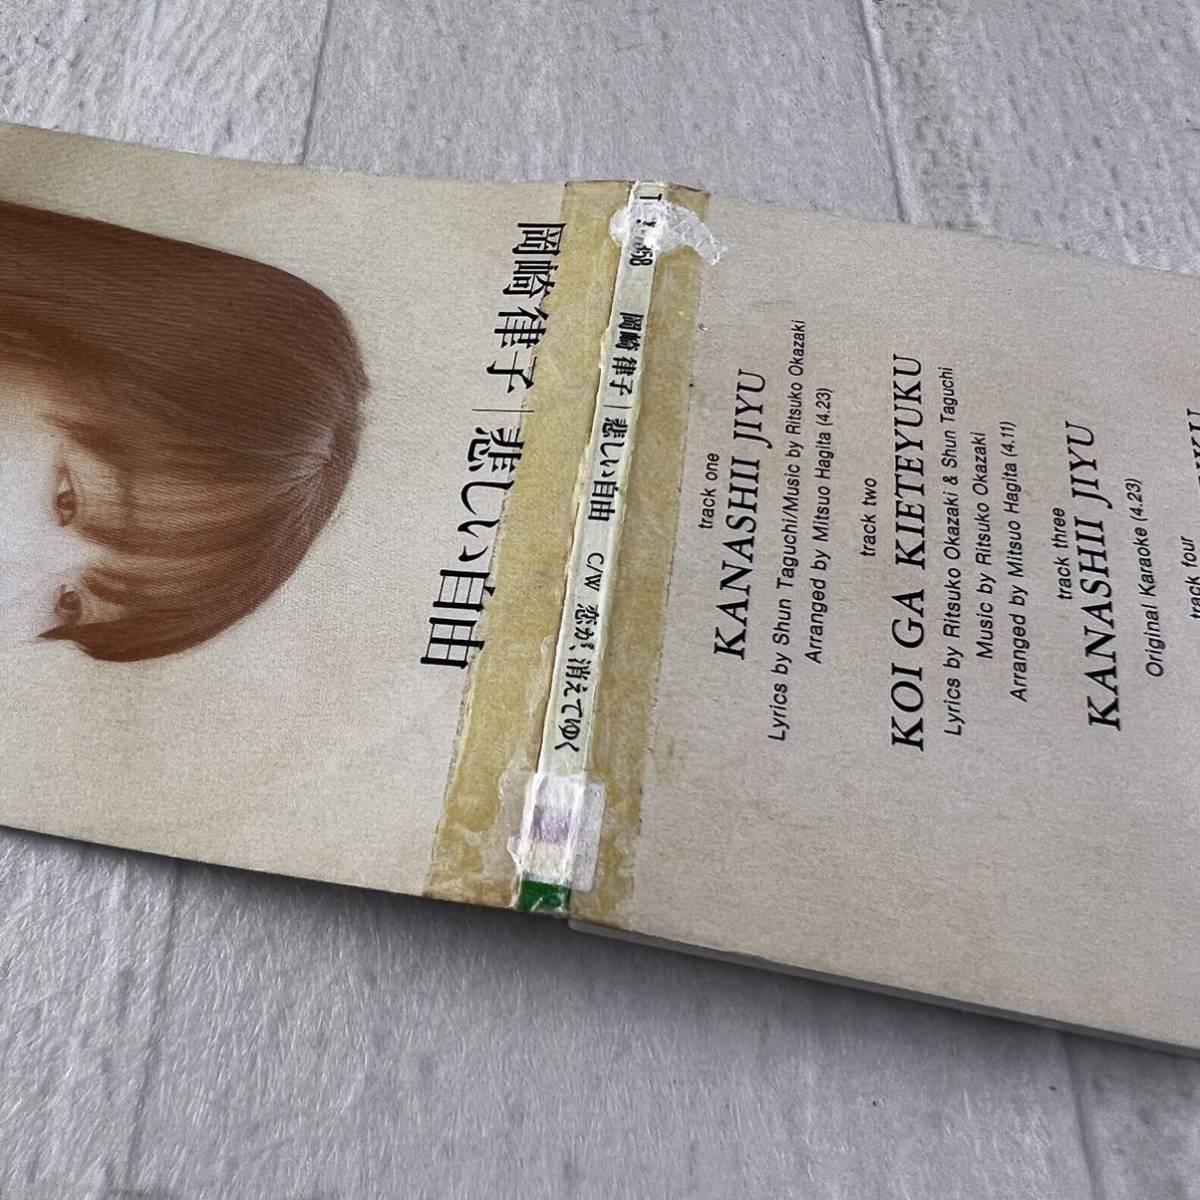 岡崎律子｜悲しい自由
岡崎律子｜悲しい自由 C/W 恋が、消えてゆく
track one
KANASHII JIYU
Lyrics by Shun Taguchi/Music by Ritsuko Okazaki
Arranged by Mitsuo Hagita (4.23)
track two
KOI GA KIETEYUKU
Lyrics by Ritsuko Okazaki & Shun Taguchi
Music by Ritsuko Okazaki
Arranged by Mitsuo Hagita (4.11)
track three
KANASHII JIYU
Original Karaoke (4.23)
track four